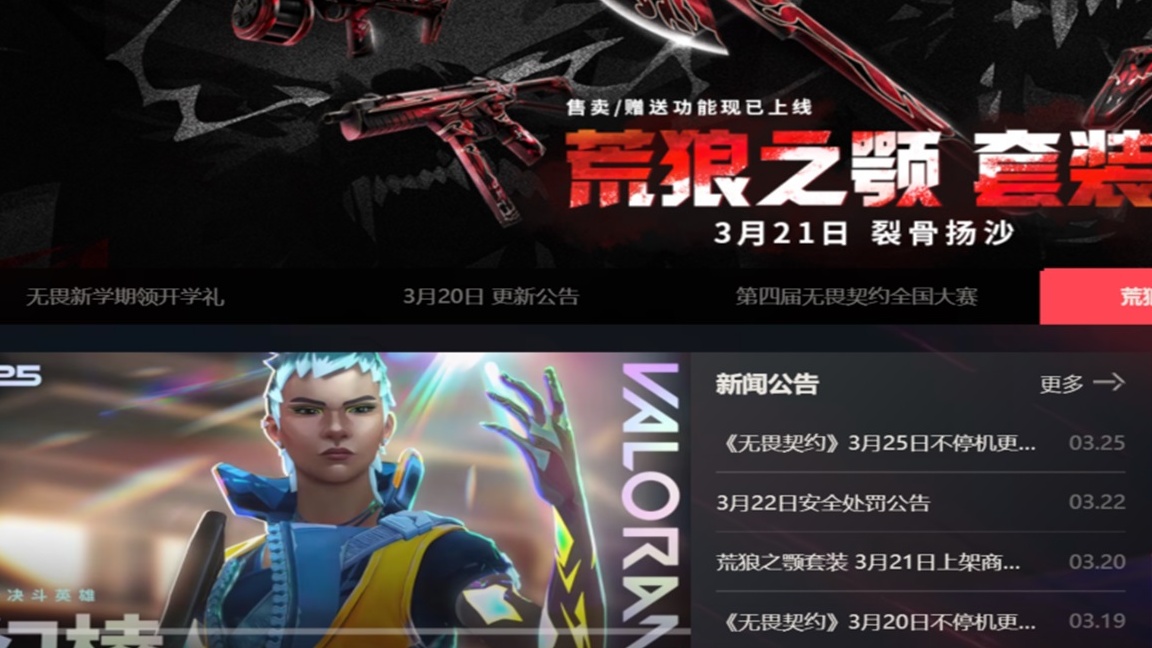 售卖/赠送功能现已上线
荒狼之颚 套装
3月21日 裂骨扬沙
无畏新学期领开学礼
3月20日 更新公告
第四届无畏契约全国大赛
荒狼
25
VALORAN
新闻公告
更多
《无畏契约》3月25日不停机更... 03.25
3月22日安全处罚公告 03.22
荒狼之颚套装 3月21日上架商... 03.20
《无畏契约》3月20日不停机更... 03.19
决斗英雄